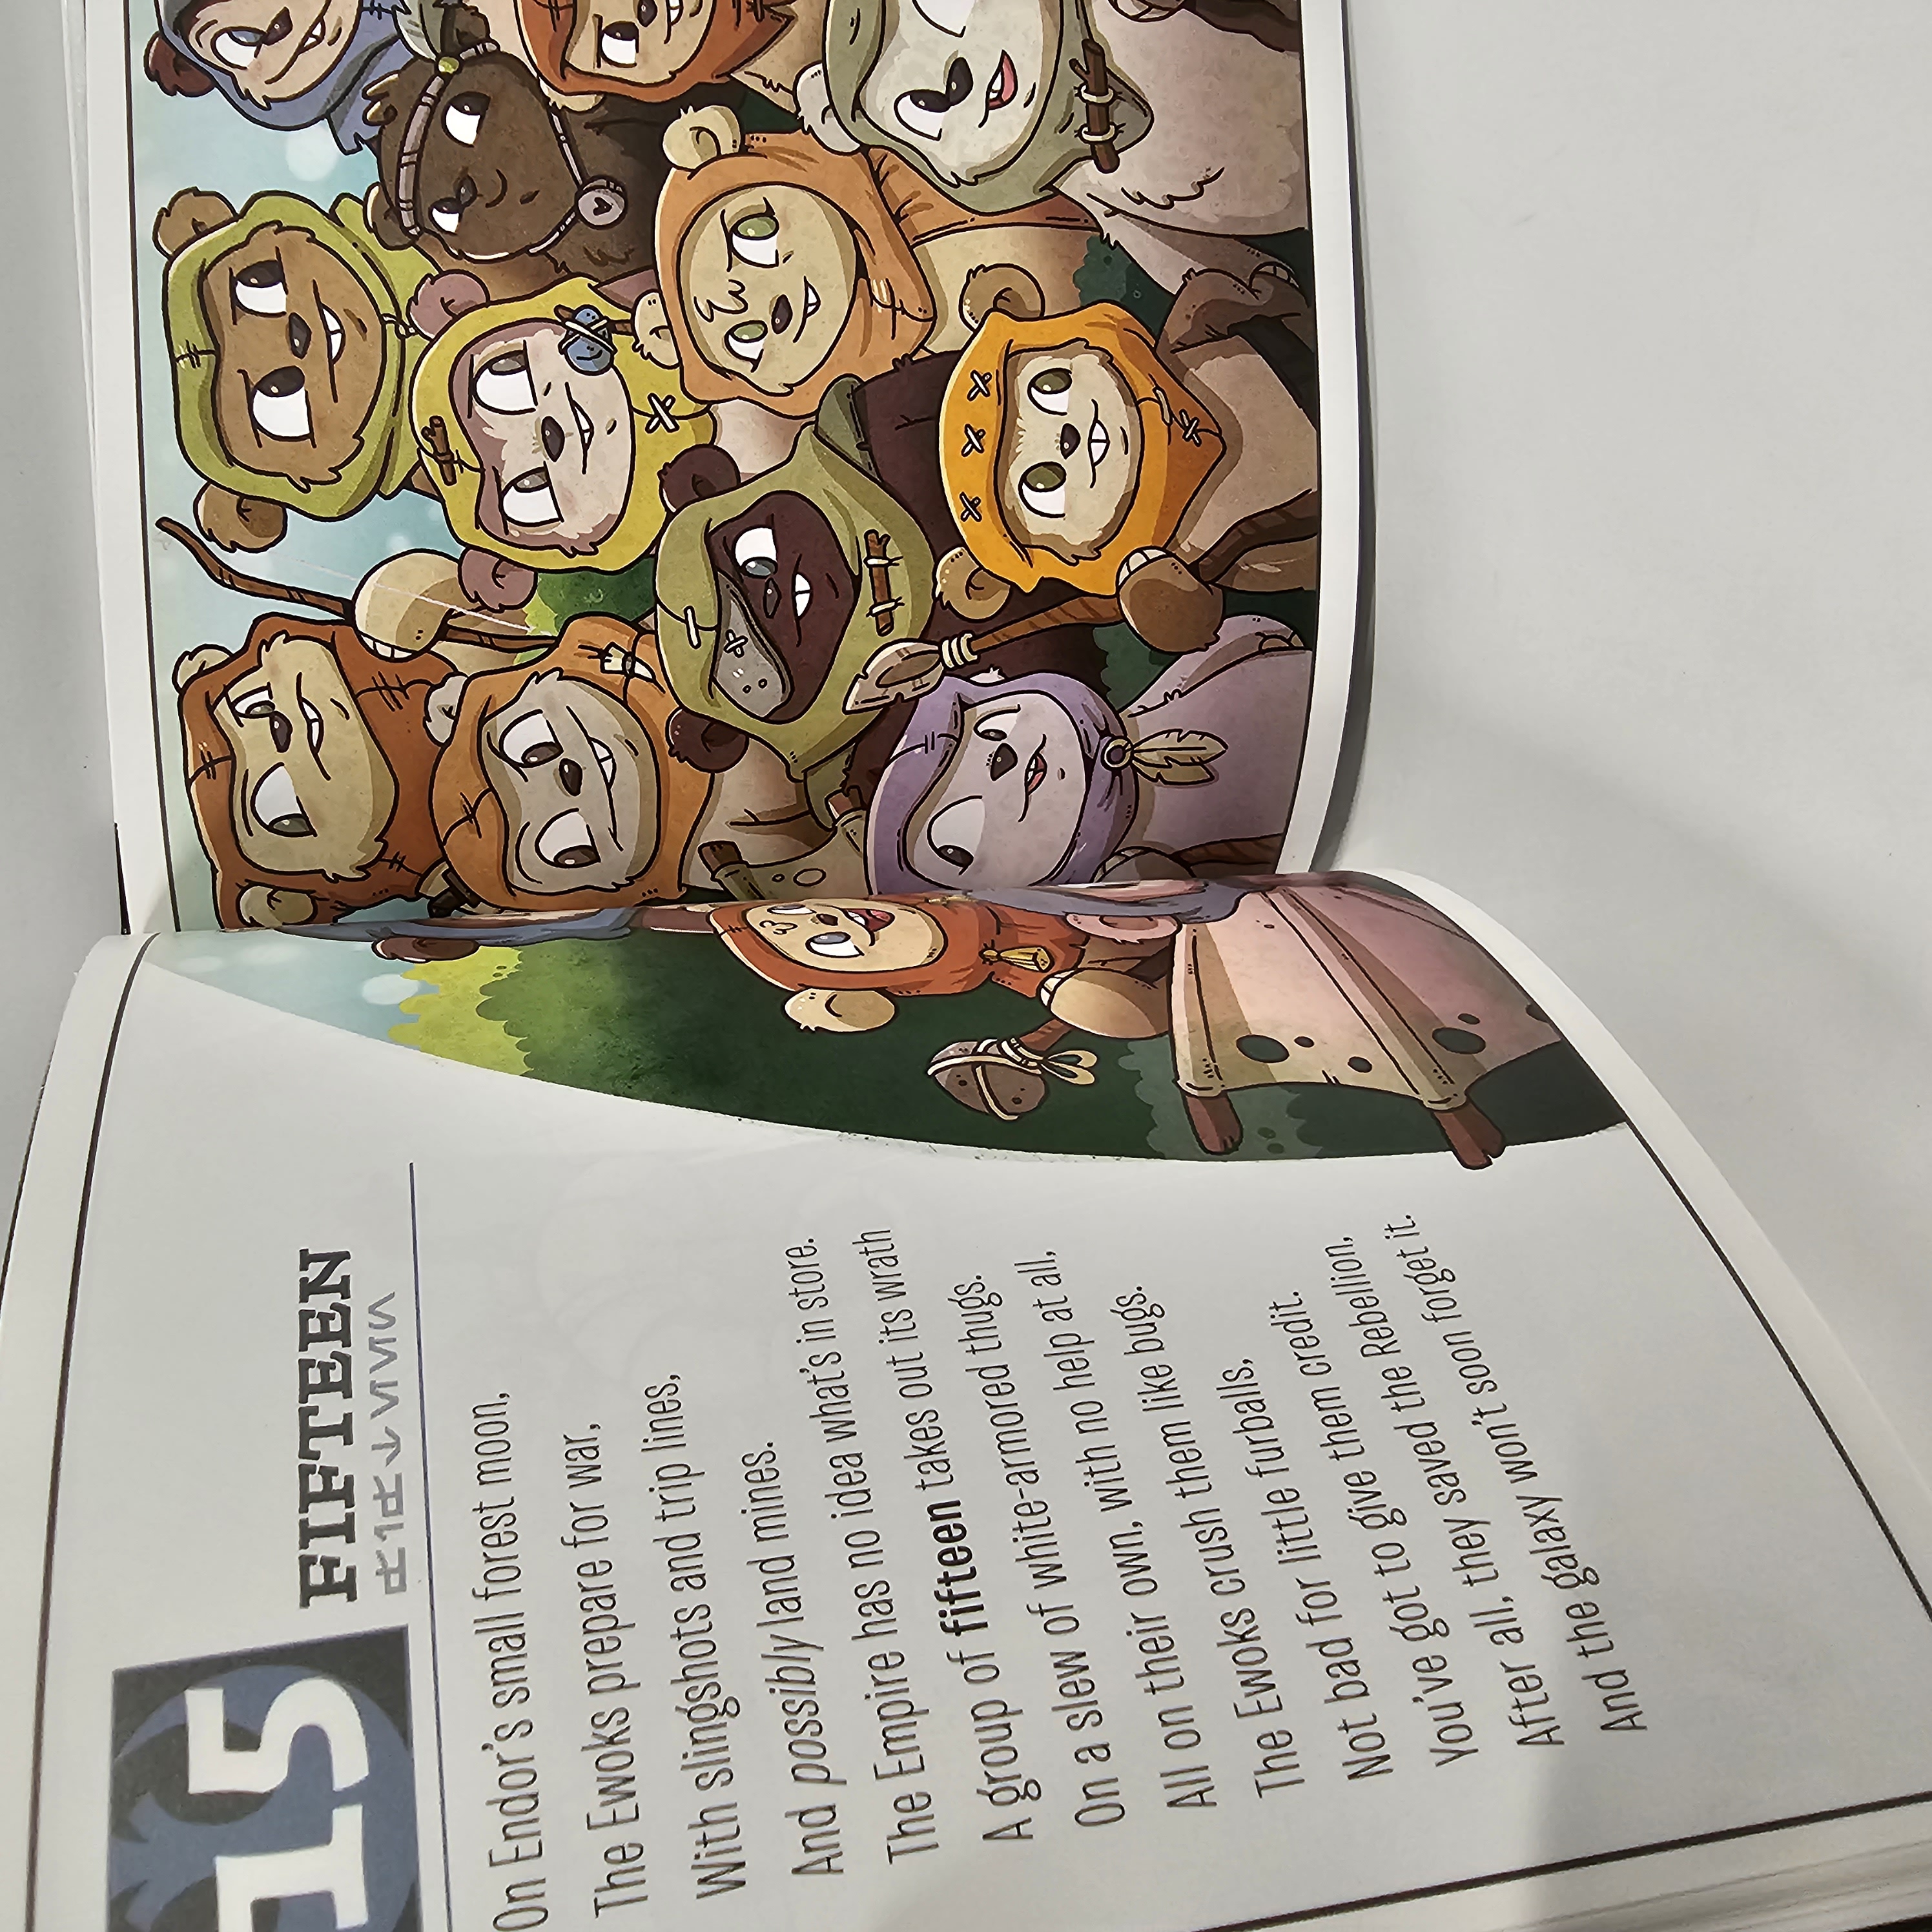 15
FIFTEEN
On Endor's small forest moon,
The Ewoks prepare for war,
With slingshots and trip lines,
And possibly land mines.
The Empire has no idea what's in store.
A group of fifteen takes out its wrath
On a slew of white-armored thugs.
All on their own, with no help at all,
The Ewoks crush them like bugs.
Not bad for little furballs,
You've got to give them credit.
After all, they saved the Rebellion,
And the galaxy won't soon forget it.